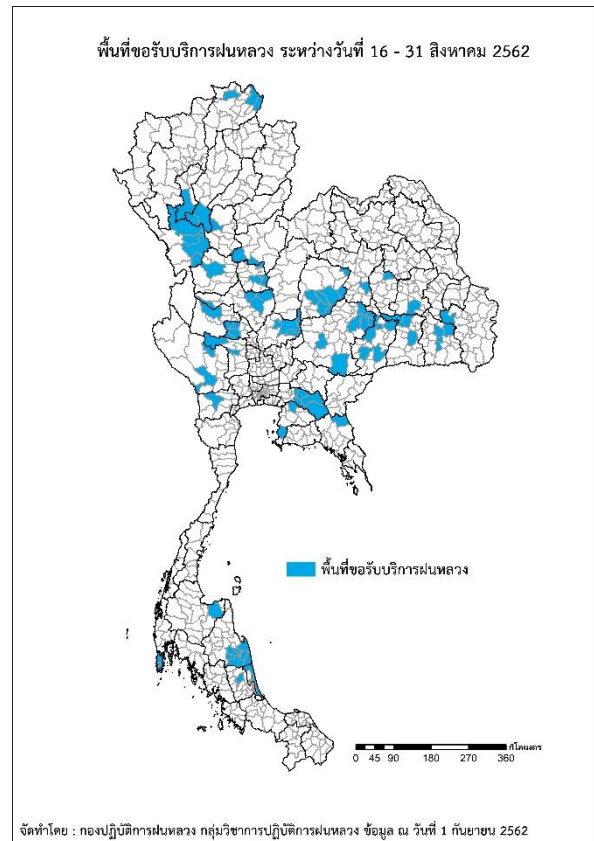 พื้นที่ขอรับบริการฝนหลวง ระหว่างวันที่ 16 - 31 สิงหาคม 2562
พื้นที่ขอรับบริการฝนหลวง
กิโลเมตร
0 45 90 180 270 360
จัดทำโดย : กองปฏิบัติการฝนหลวง กลุ่มวิชาการปฏิบัติการฝนหลวง ข้อมูล ณ วันที่ 1 กันยายน 2562